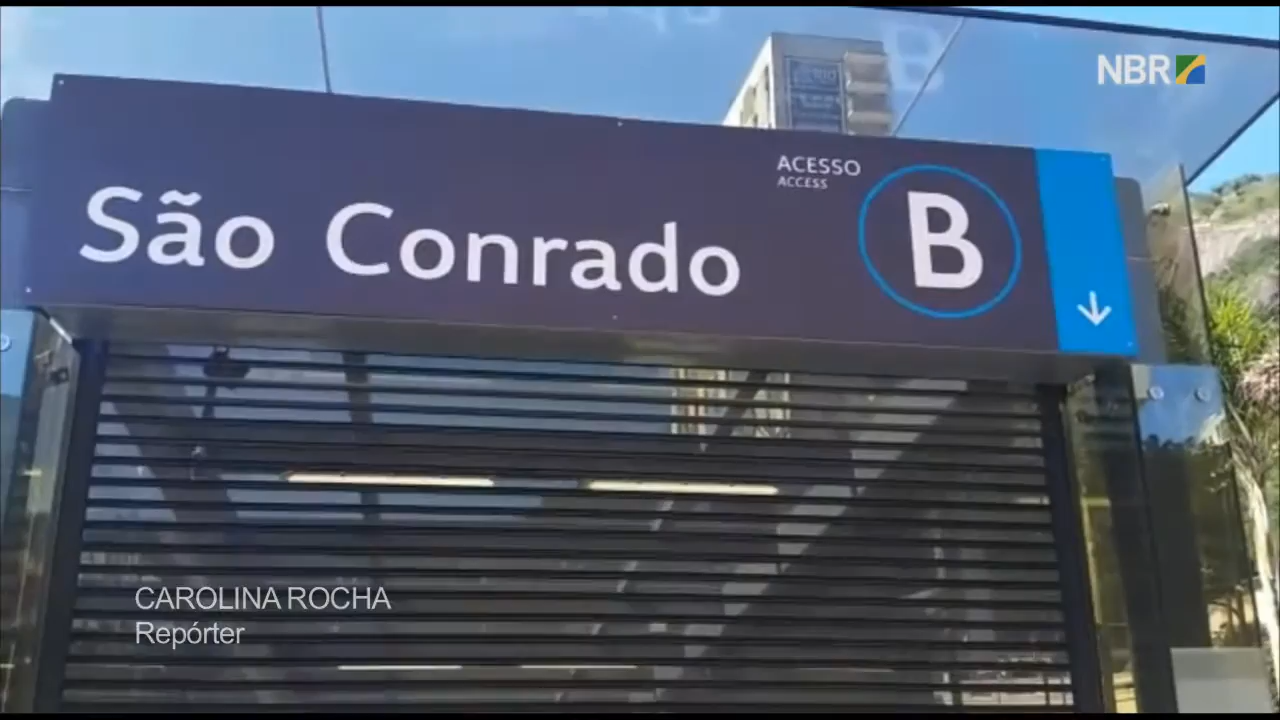 NBR
ACESSO
ACCESS
São Conrado
B
CAROLINA ROCHA
Repórter